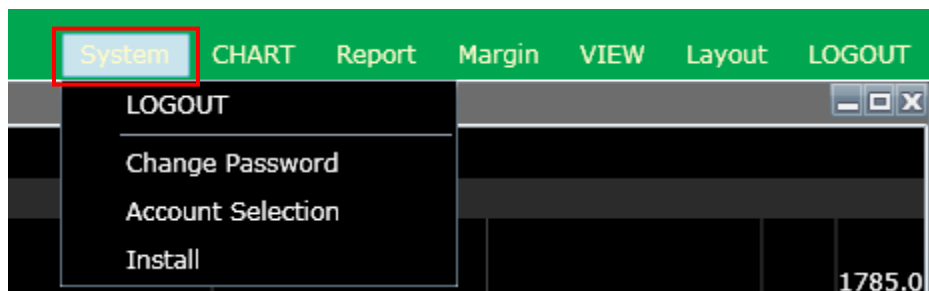 System CHART Report Margin VIEW Layout LOGOUT
LOGOUT
Change Password
Account Selection
Install
1785.0